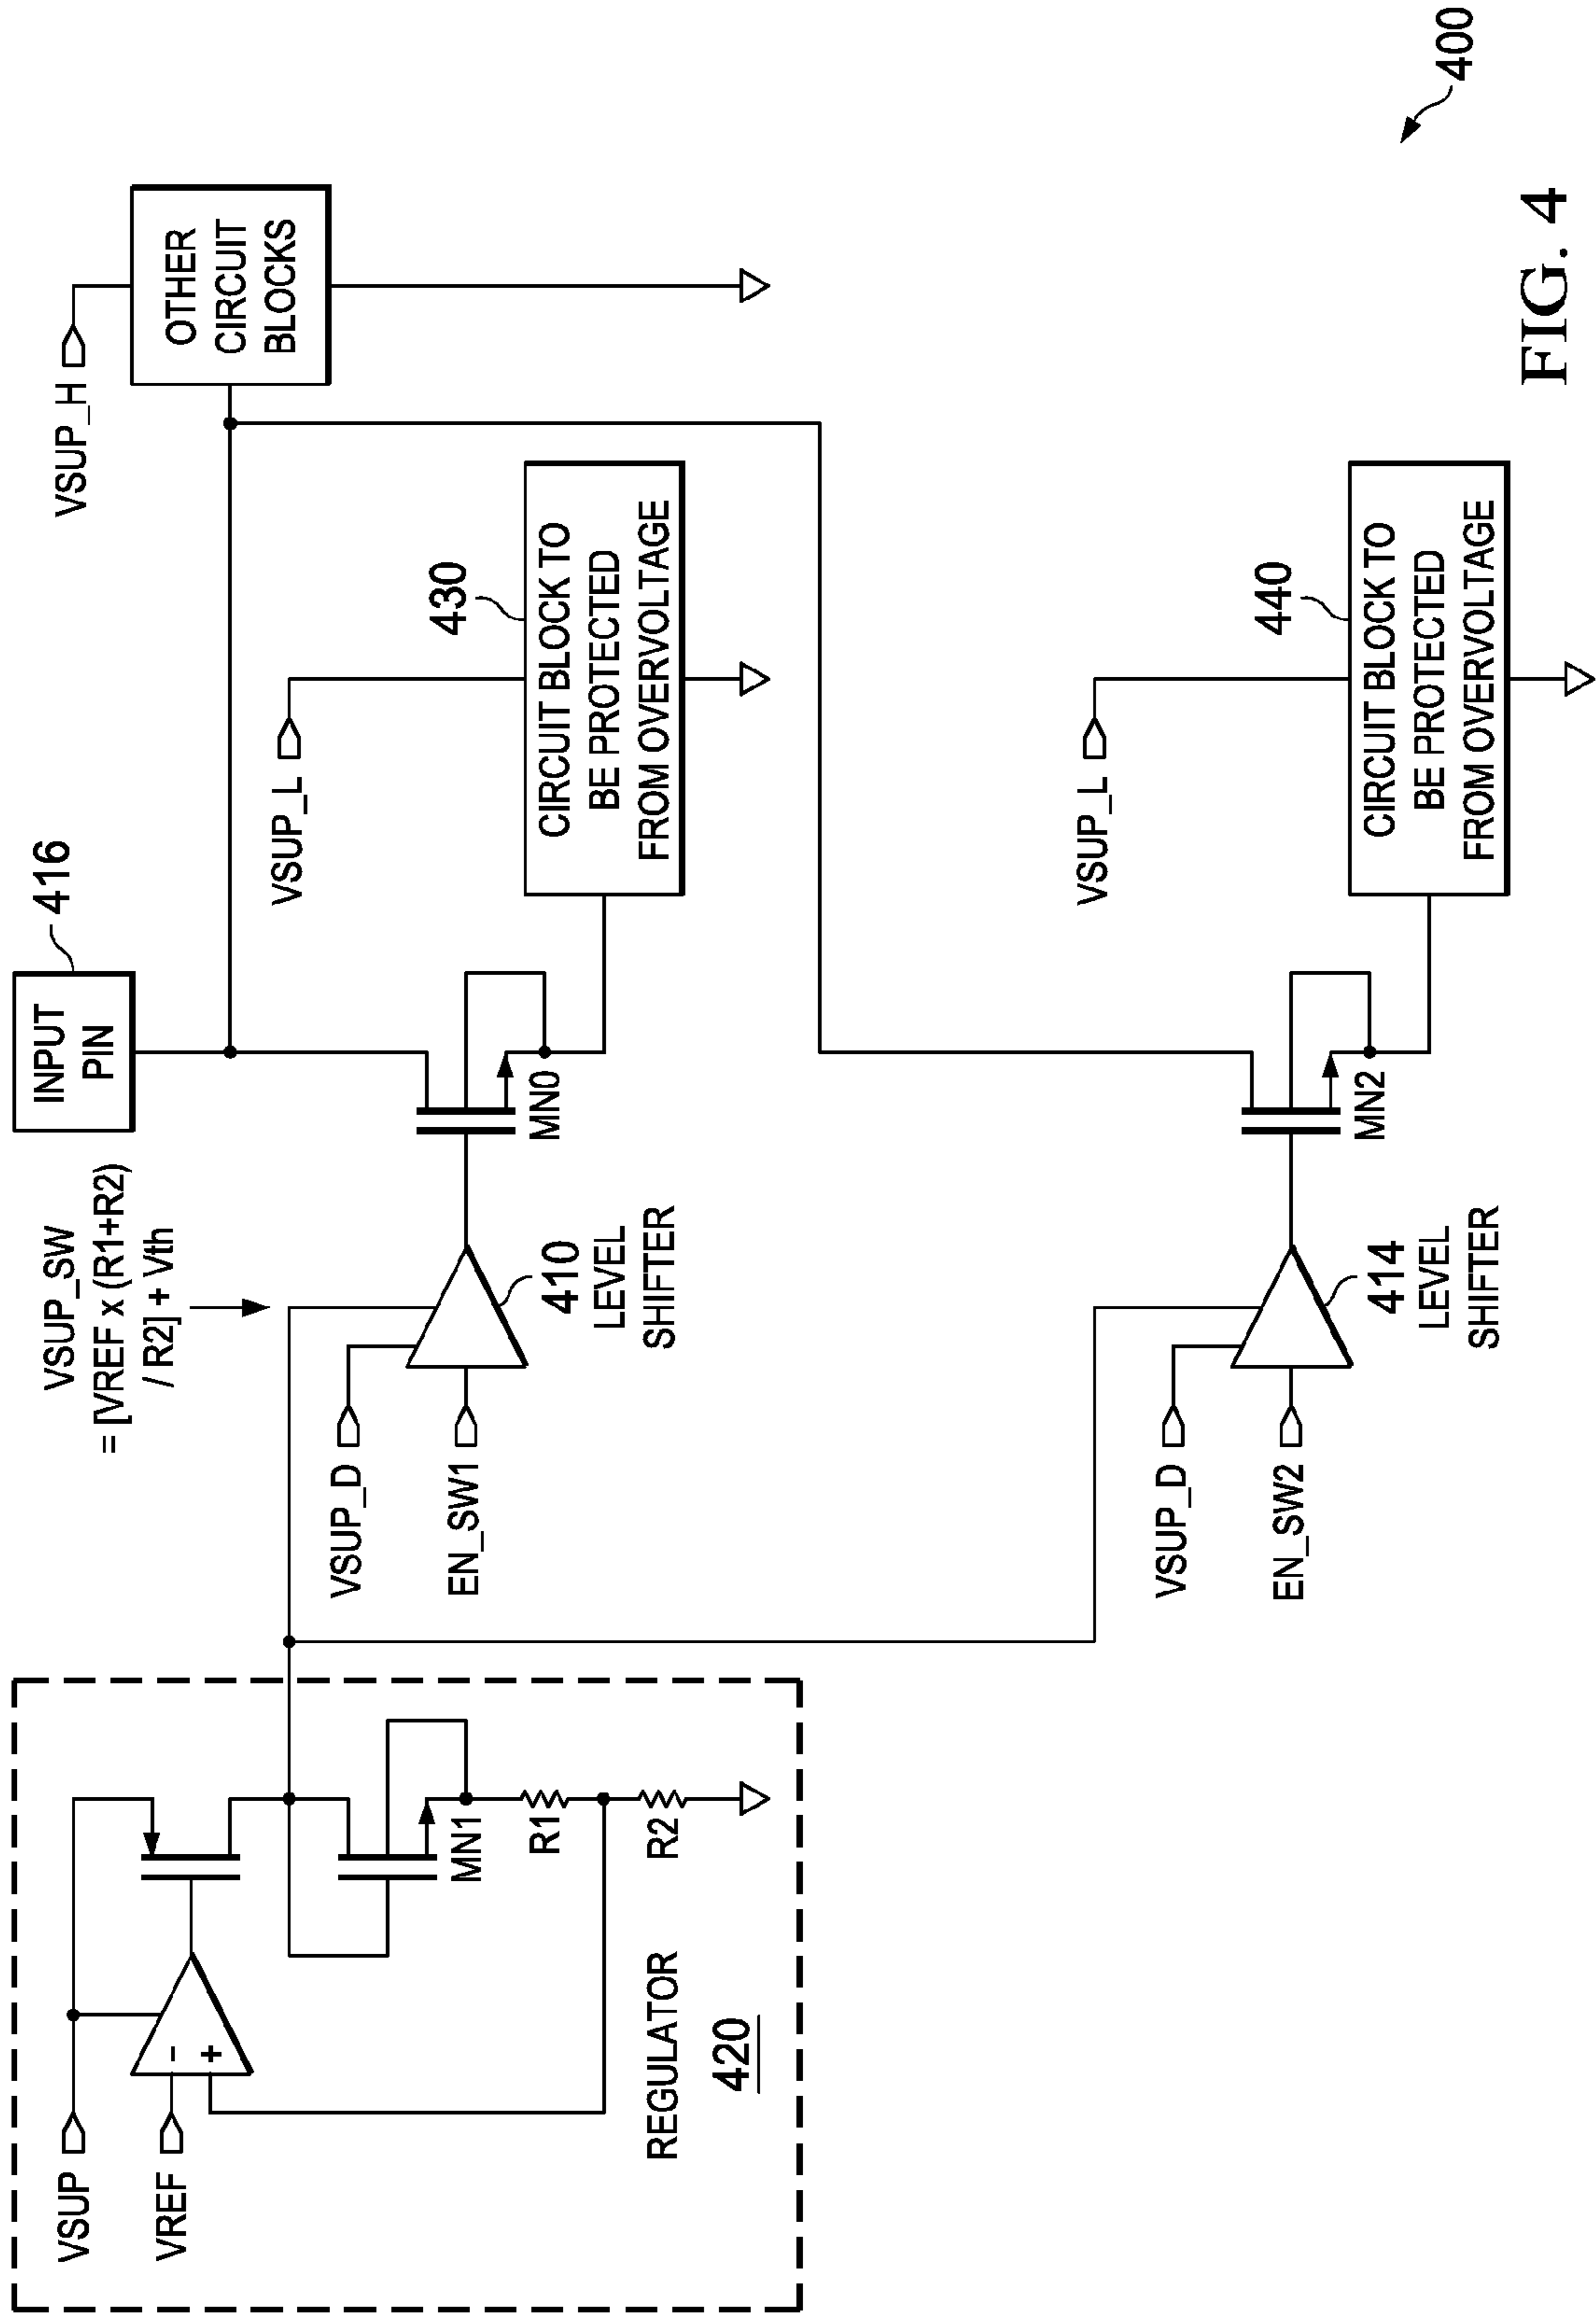 VSUP
VREF
-
+
MN1
R1
R2
REGULATOR
420
VSUP_SW
= [VREF x (R1+R2)
/ R2] + Vth
INPUT
PIN
416
VSUP_D
EN_SW1
410
LEVEL
SHIFTER
MN0
VSUP_L
430
CIRCUIT BLOCK TO
BE PROTECTED
FROM OVERVOLTAGE
VSUP_H
OTHER
CIRCUIT
BLOCKS
VSUP_D
EN_SW2
414
LEVEL
SHIFTER
MN2
VSUP_L
440
CIRCUIT BLOCK TO
BE PROTECTED
FROM OVERVOLTAGE
400
FIG. 4